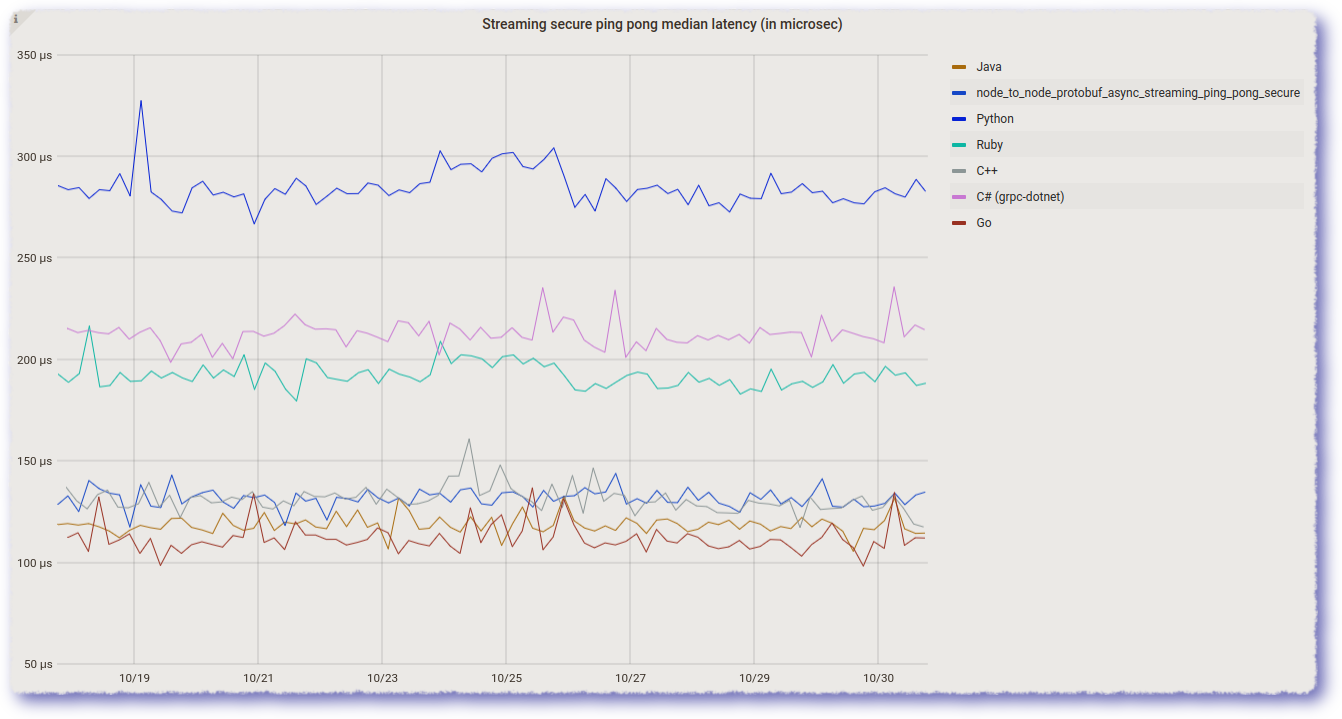 i
Streaming secure ping pong median latency (in microsec)
350 µs
300 µs
250 µs
200 µs
150 µs
100 µs
50 µs
10/19 10/21 10/23 10/25 10/27 10/29 10/30
Java
node_to_node_protobuf_async_streaming_ping_pong_secure
Python
Ruby
C++
C# (grpc-dotnet)
Go